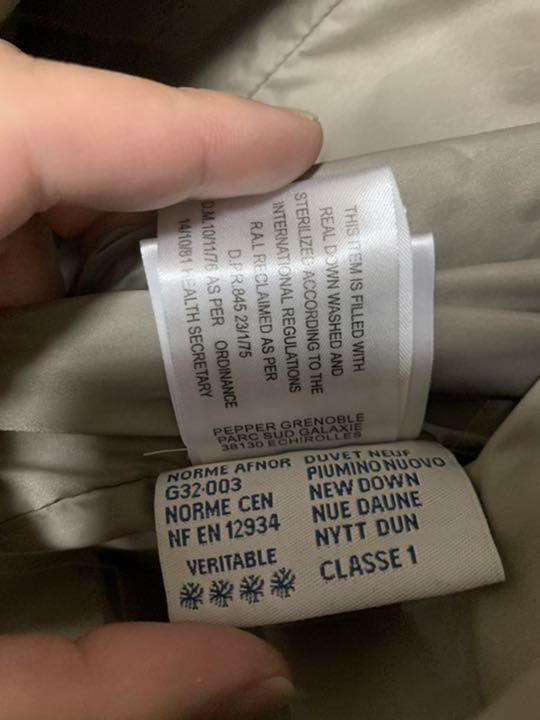 THIS ITEM IS FILLED WITH
REAL DOWN WASHED AND
STERILIZED ACCORDING TO THE
INTERNATIONAL REGULATIONS
R.A.I. RECLAIMED AS PER
D.P.R.845 23/1/75
D.M.10/11/76 AS PER ORDINANCE
14/10/81 HEALTH SECRETARY
PEPPER GRENOBLE
PARC SUD GALAXIE
38130 ECHIROLLES
NORME AFNOR
G32-003
NORME CEN
NF EN 12934
VERITABLE
DUVET NEUF
PIUMINO NUOVO
NEW DOWN
NUE DAUNE
NYTT DUN
CLASSE 1